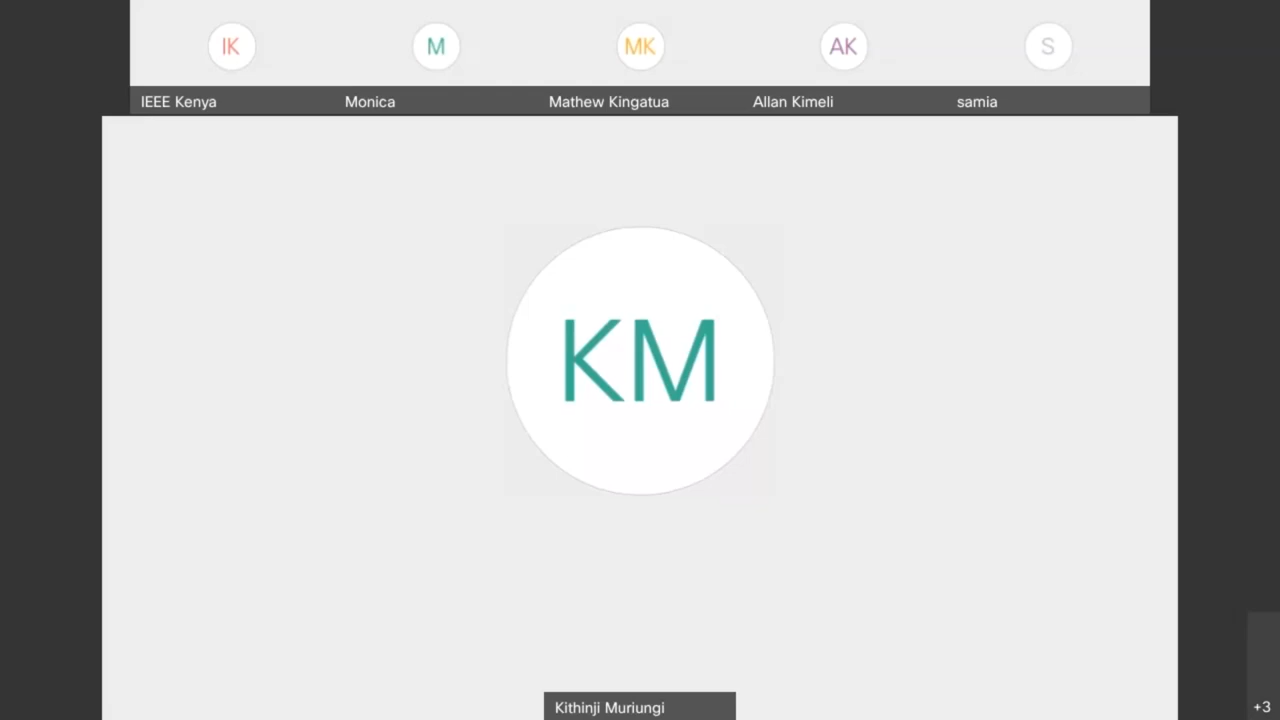 IK M MK AK S
IEEE Kenya Monica Mathew Kingatua Allan Kimeli samia
KM
Kithinji Muriungi
+3